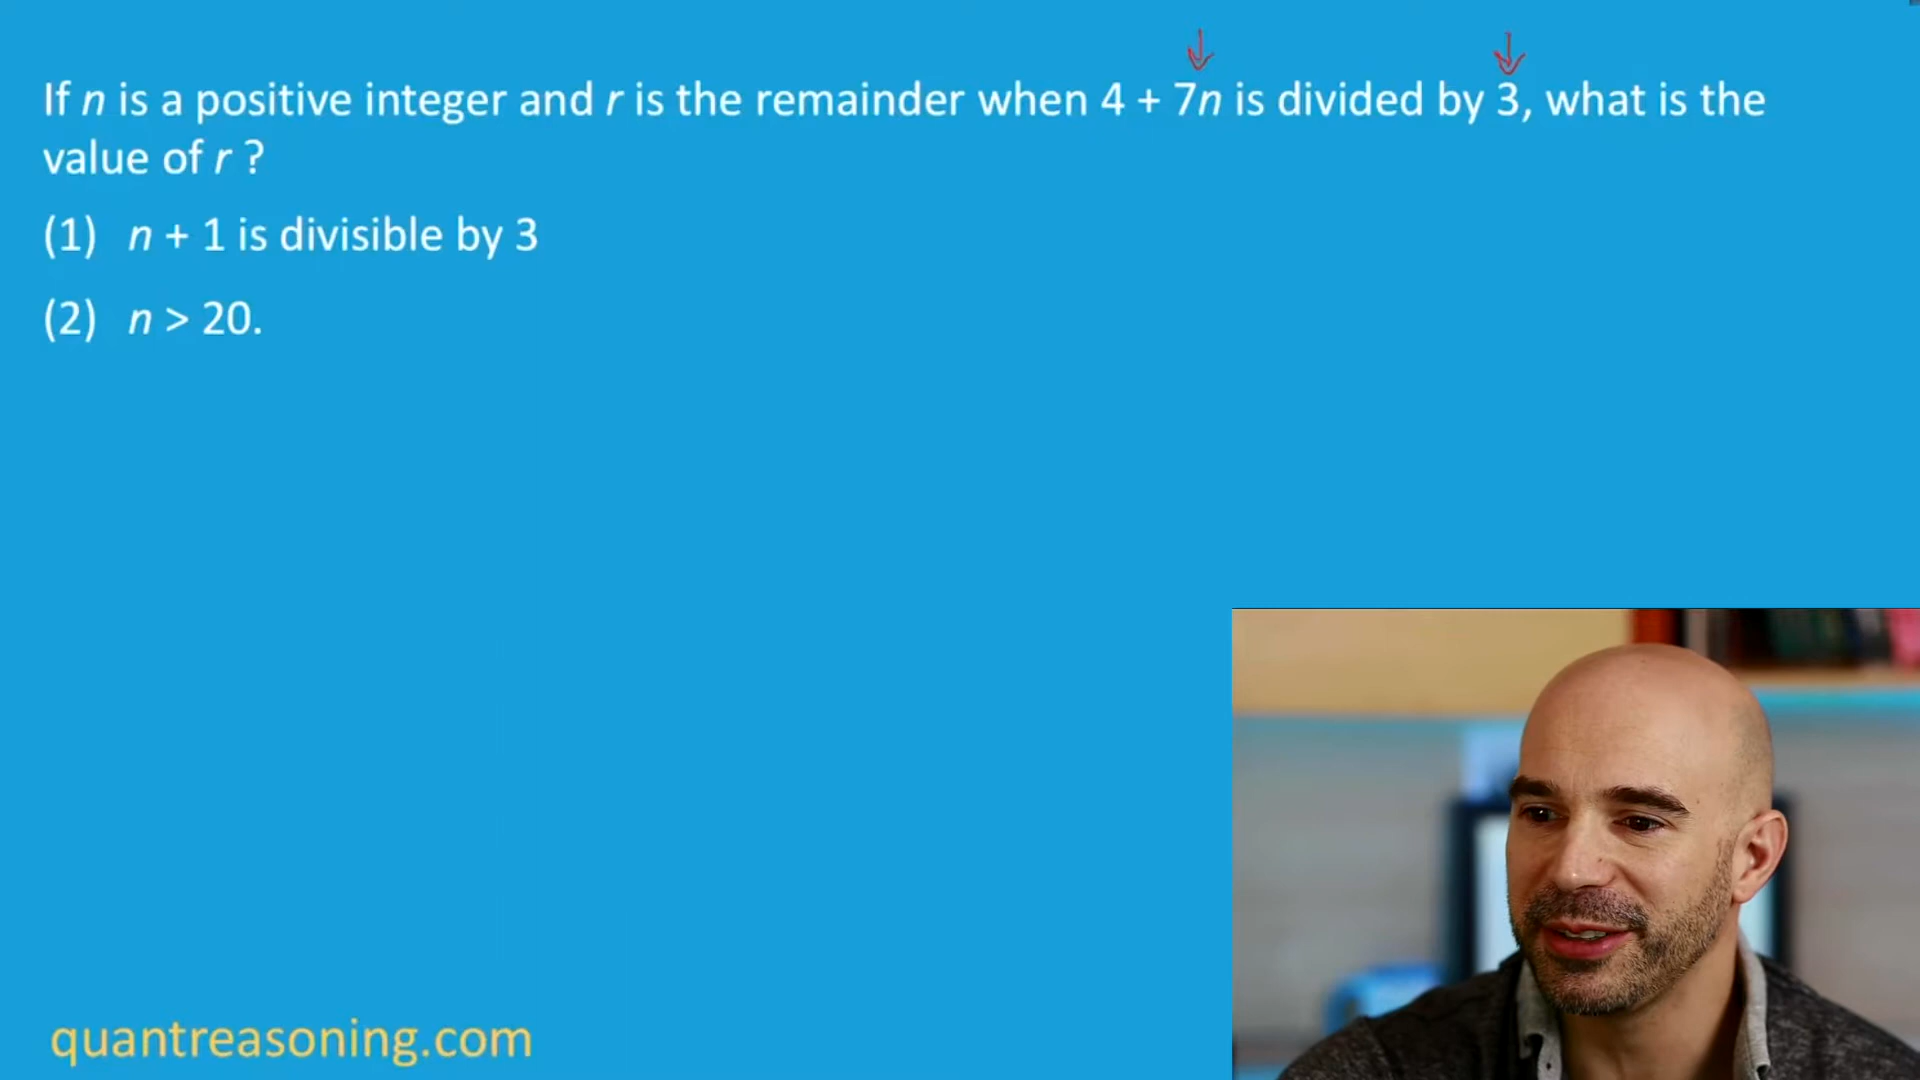 If n is a positive integer and r is the remainder when 4 + 7n is divided by 3, what is the
value of r ?
(1) n + 1 is divisible by 3
(2) n > 20.
quantreasoning.com